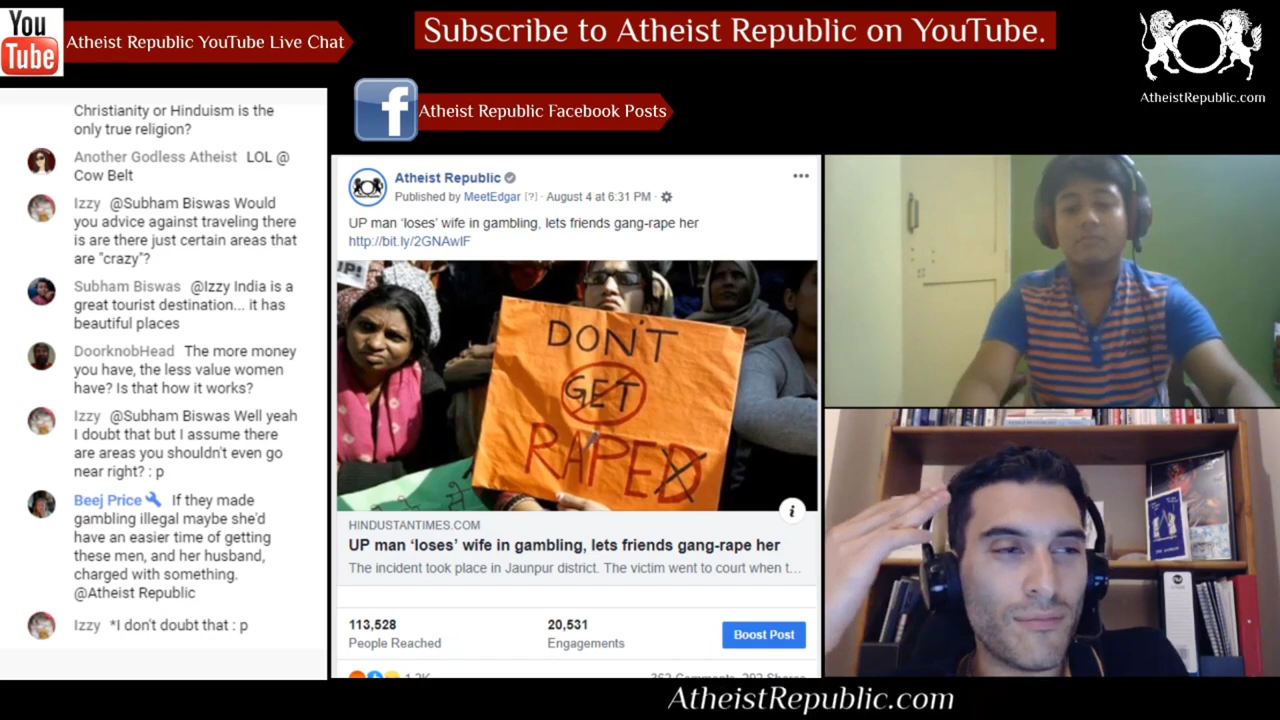 You
Tube
Atheist Republic YouTube Live Chat
Subscribe to Atheist Republic on YouTube.
AtheistRepublic.com
f
Atheist Republic Facebook Posts
Christianity or Hinduism is the
only true religion?
Another Godless Atheist LOL @
Cow Belt
Izzy @Subham Biswas Would
you advice against traveling there
is are there just certain areas that
are "crazy"?
Subham Biswas @Izzy India is a
great tourist destination... it has
beautiful places
DoorknobHead The more money
you have, the less value women
have? Is that how it works?
Izzy @Subham Biswas Well yeah
I doubt that but I assume there
are areas you shouldn't even go
near right? : p
Beej Price If they made
gambling illegal maybe she'd
have an easier time of getting
these men, and her husband,
charged with something.
@Atheist Republic
Izzy *I don't doubt that : p
Atheist Republic
Published by MeetEdgar [?] · August 4 at 6:31 PM ·
UP man 'loses' wife in gambling, lets friends gang-rape her
http://bit.ly/2GNAwIF
DON'T
GET
RAPED
HINDUSTANTIMES.COM
UP man 'loses' wife in gambling, lets friends gang-rape her
The incident took place in Jaunpur district. The victim went to court when t...
113,528
People Reached
20,531
Engagements
Boost Post
1.2K
362 Comments 292 Shares
AtheistRepublic.com